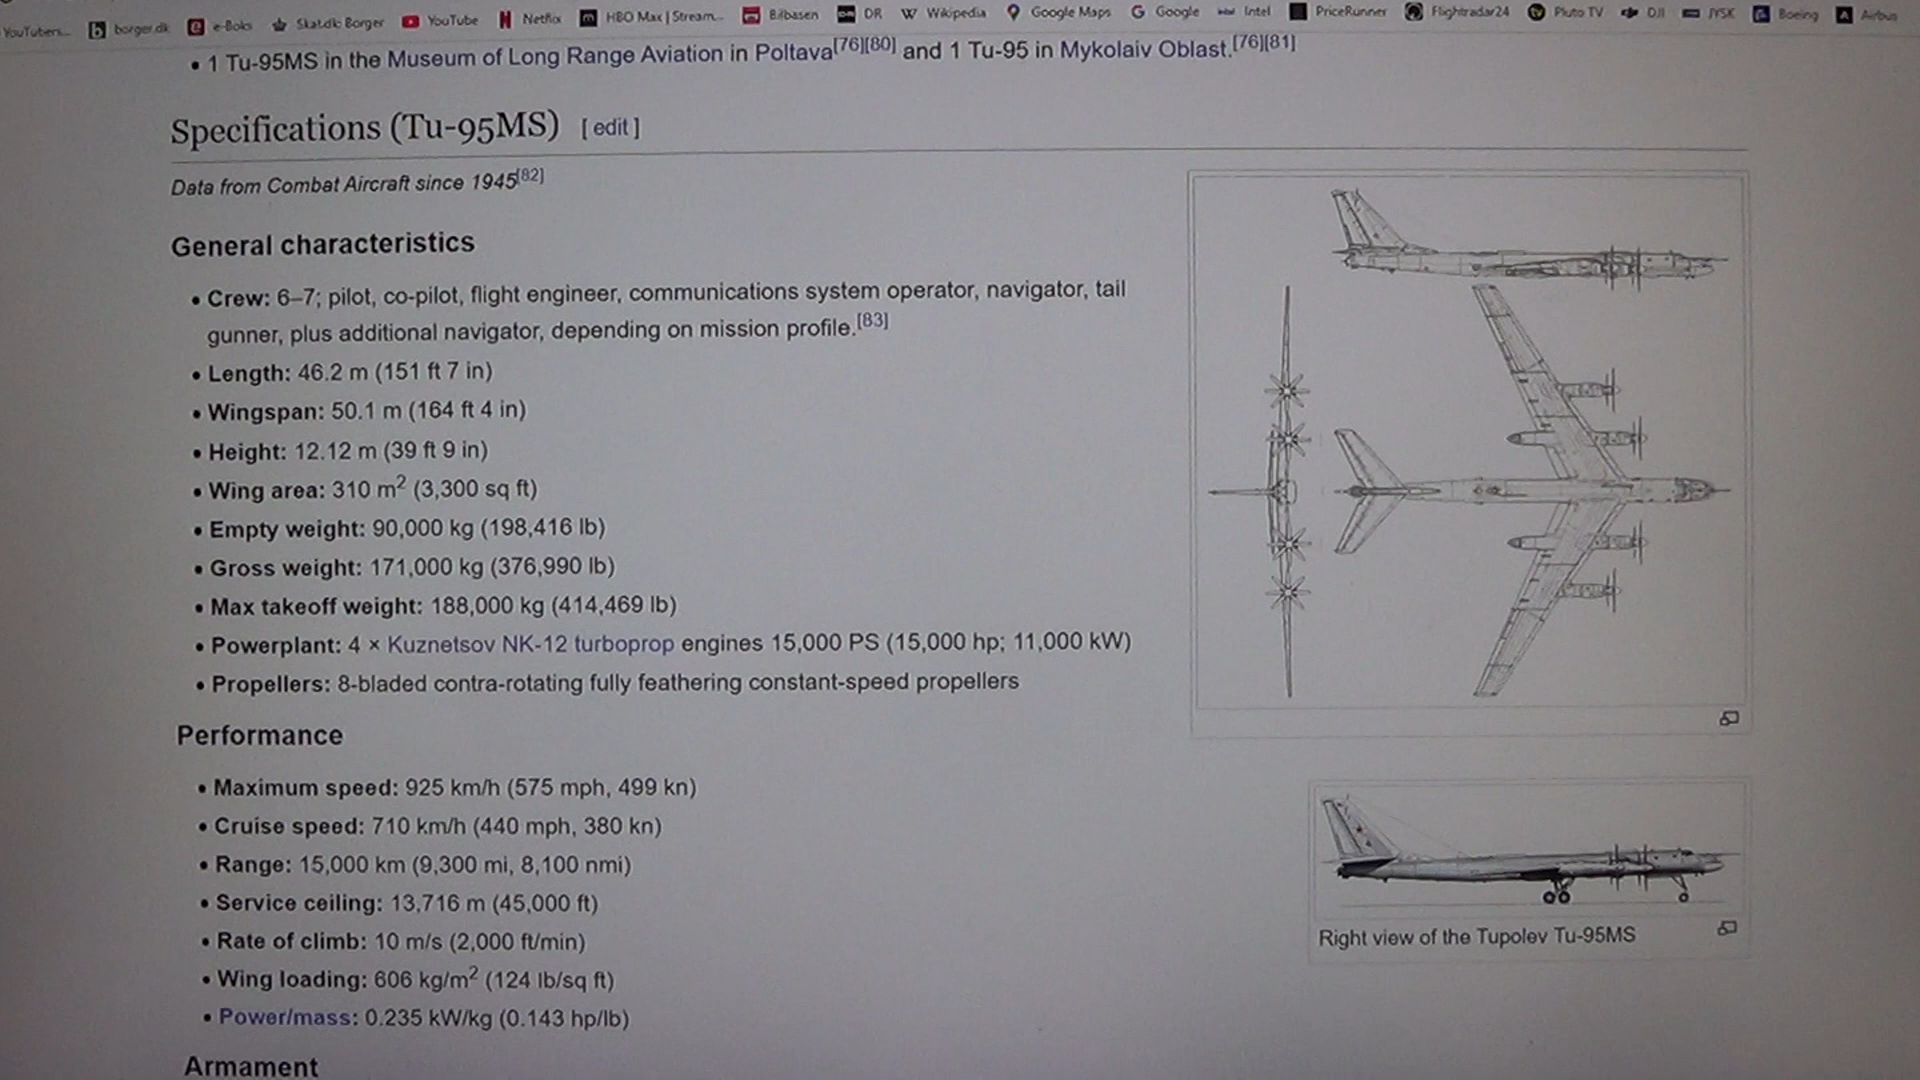 YouTubers... borger.dk e-Boks Skat.dk: Borger YouTube Netflix HBO Max | Stream... Bilbasen DR Wikipedia Google Maps Google Intel PriceRunner Flightradar24 Pluto TV DJI JYSK Boeing Airbus
• 1 Tu-95MS in the Museum of Long Range Aviation in Poltava[76][80] and 1 Tu-95 in Mykolaiv Oblast.[76][81]
Specifications (Tu-95MS) [ edit ]
Data from Combat Aircraft since 1945[82]
General characteristics
• Crew: 6–7; pilot, co-pilot, flight engineer, communications system operator, navigator, tail
gunner, plus additional navigator, depending on mission profile.[83]
• Length: 46.2 m (151 ft 7 in)
• Wingspan: 50.1 m (164 ft 4 in)
• Height: 12.12 m (39 ft 9 in)
• Wing area: 310 m² (3,300 sq ft)
• Empty weight: 90,000 kg (198,416 lb)
• Gross weight: 171,000 kg (376,990 lb)
• Max takeoff weight: 188,000 kg (414,469 lb)
• Powerplant: 4 × Kuznetsov NK-12 turboprop engines 15,000 PS (15,000 hp; 11,000 kW)
• Propellers: 8-bladed contra-rotating fully feathering constant-speed propellers
Performance
• Maximum speed: 925 km/h (575 mph, 499 kn)
• Cruise speed: 710 km/h (440 mph, 380 kn)
• Range: 15,000 km (9,300 mi, 8,100 nmi)
• Service ceiling: 13,716 m (45,000 ft)
• Rate of climb: 10 m/s (2,000 ft/min)
• Wing loading: 606 kg/m² (124 lb/sq ft)
• Power/mass: 0.235 kW/kg (0.143 hp/lb)
Armament
Right view of the Tupolev Tu-95MS